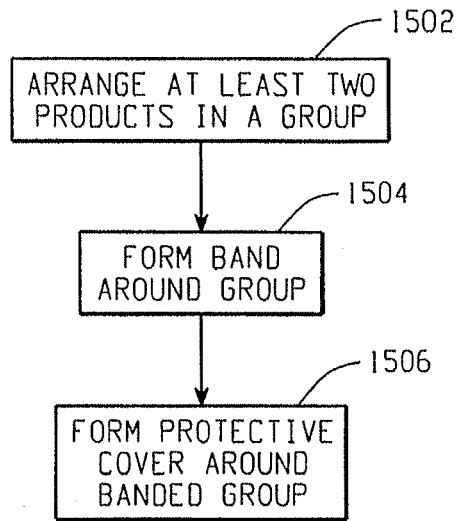 1502
ARRANGE AT LEAST TWO
PRODUCTS IN A GROUP
1504
FORM BAND
AROUND GROUP
1506
FORM PROTECTIVE
COVER AROUND
BANDED GROUP